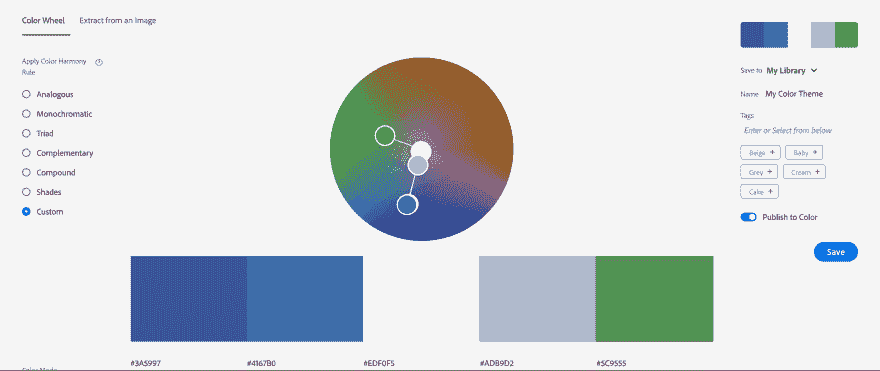 Color Wheel
Extract from an Image
Apply Color Harmony
Rule
Analogous
Monochromatic
Triad
Complementary
Compound
Shades
Custom
Save to My Library
Name My Color Theme
Tags
Enter or Select from below
Beige +
Baby +
Grey +
Cream +
Cake +
Publish to Color
Save
#3A5997
#4167B0
#EDF0F5
#ADB9D2
#5C9555
Color Mode